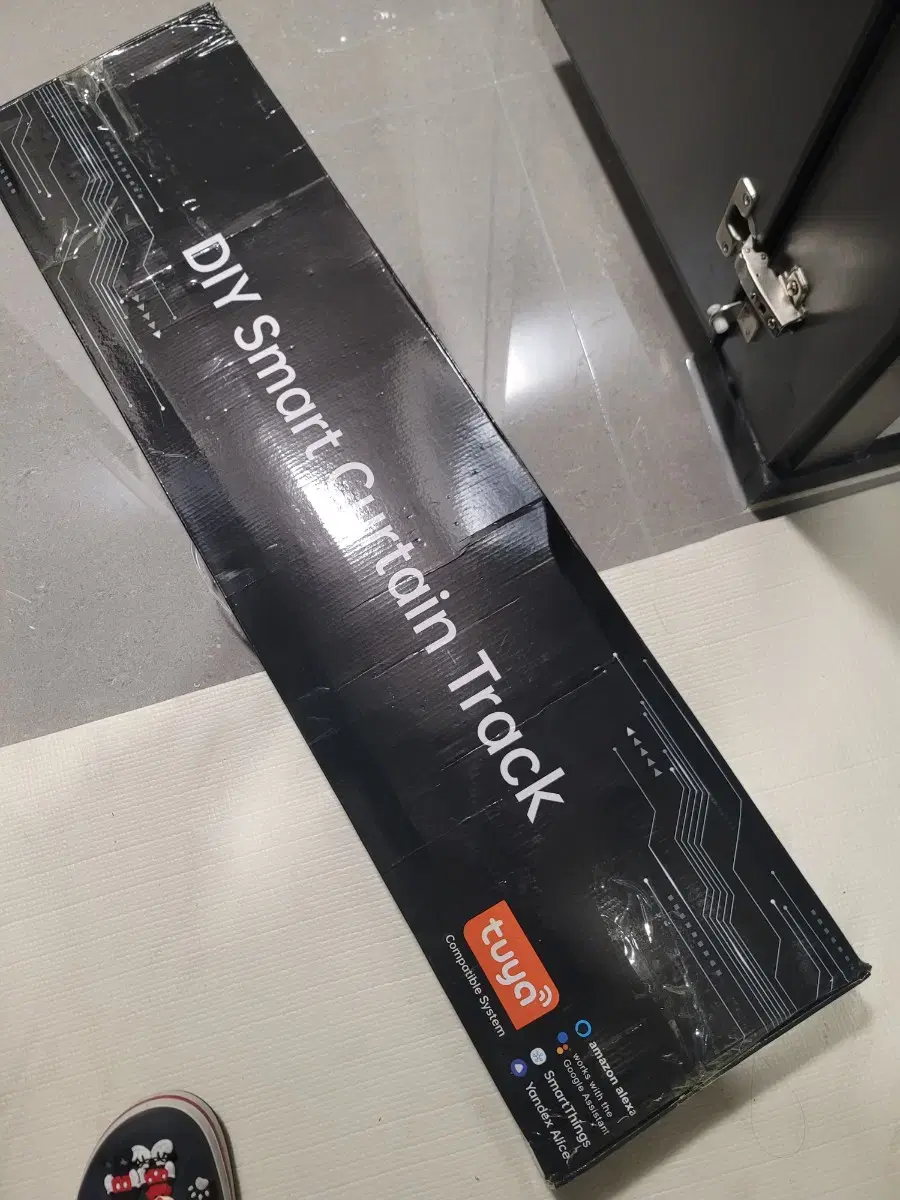 DIY Smart Curtain Track
tuya
Compatible System
amazon alexa
works with the
Google Assistant
SmartThings
Yandex Alice